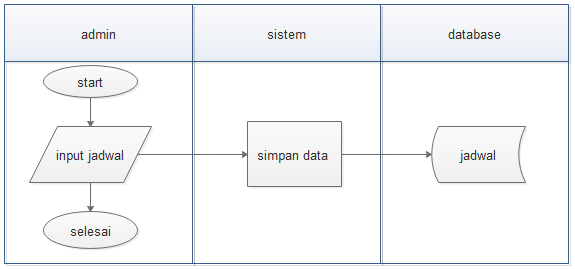 admin
sistem
database
start
input jadwal
simpan data
jadwal
selesai